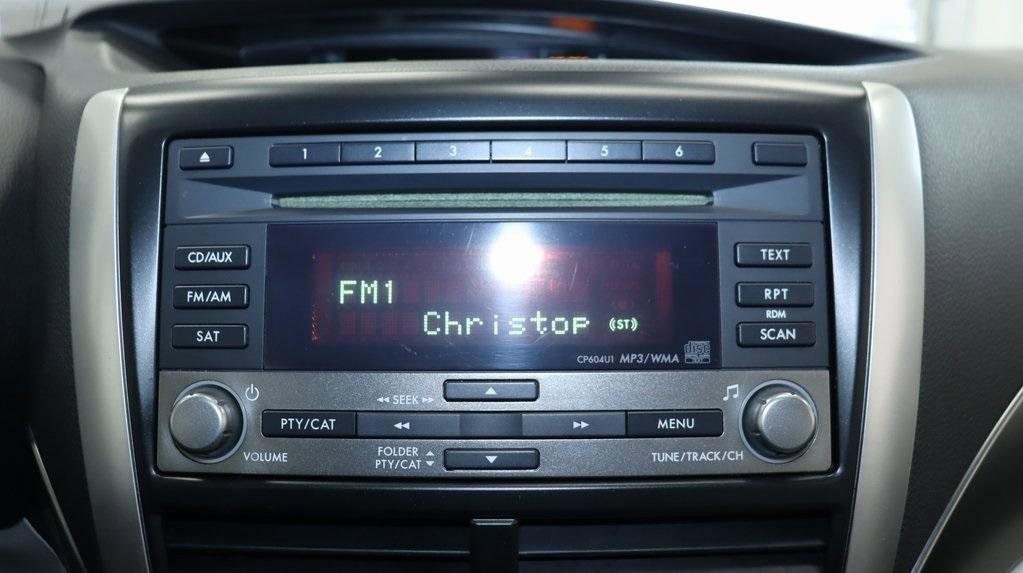 1 2 3 4 5 6
CD/AUX
FM/AM
SAT
FM1
Christop (ST)
CP604U1 MP3/WMA
disc
TEXT
RPT
RDM
SCAN
SEEK
PTY/CAT
MENU
VOLUME
FOLDER
PTY/CAT
TUNE/TRACK/CH